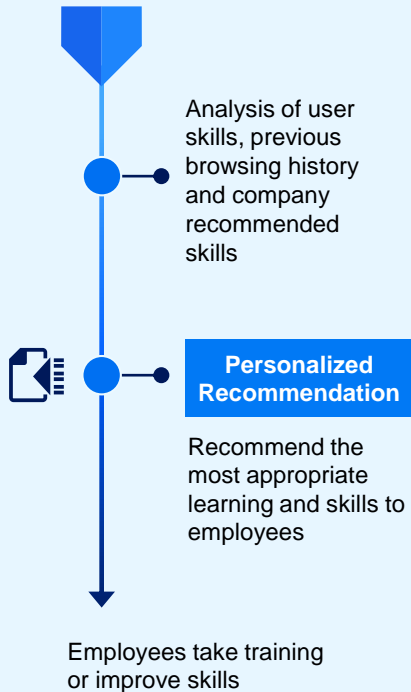 Analysis of user
skills, previous
browsing history
and company
recommended
skills
Personalized
Recommendation
Recommend the
most appropriate
learning and skills to
employees
Employees take training
or improve skills